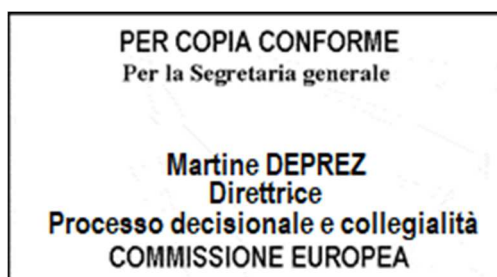 PER COPIA CONFORME
Per la Segretaria generale
Martine DEPREZ
Direttrice
Processo decisionale e collegialità
COMMISSIONE EUROPEA